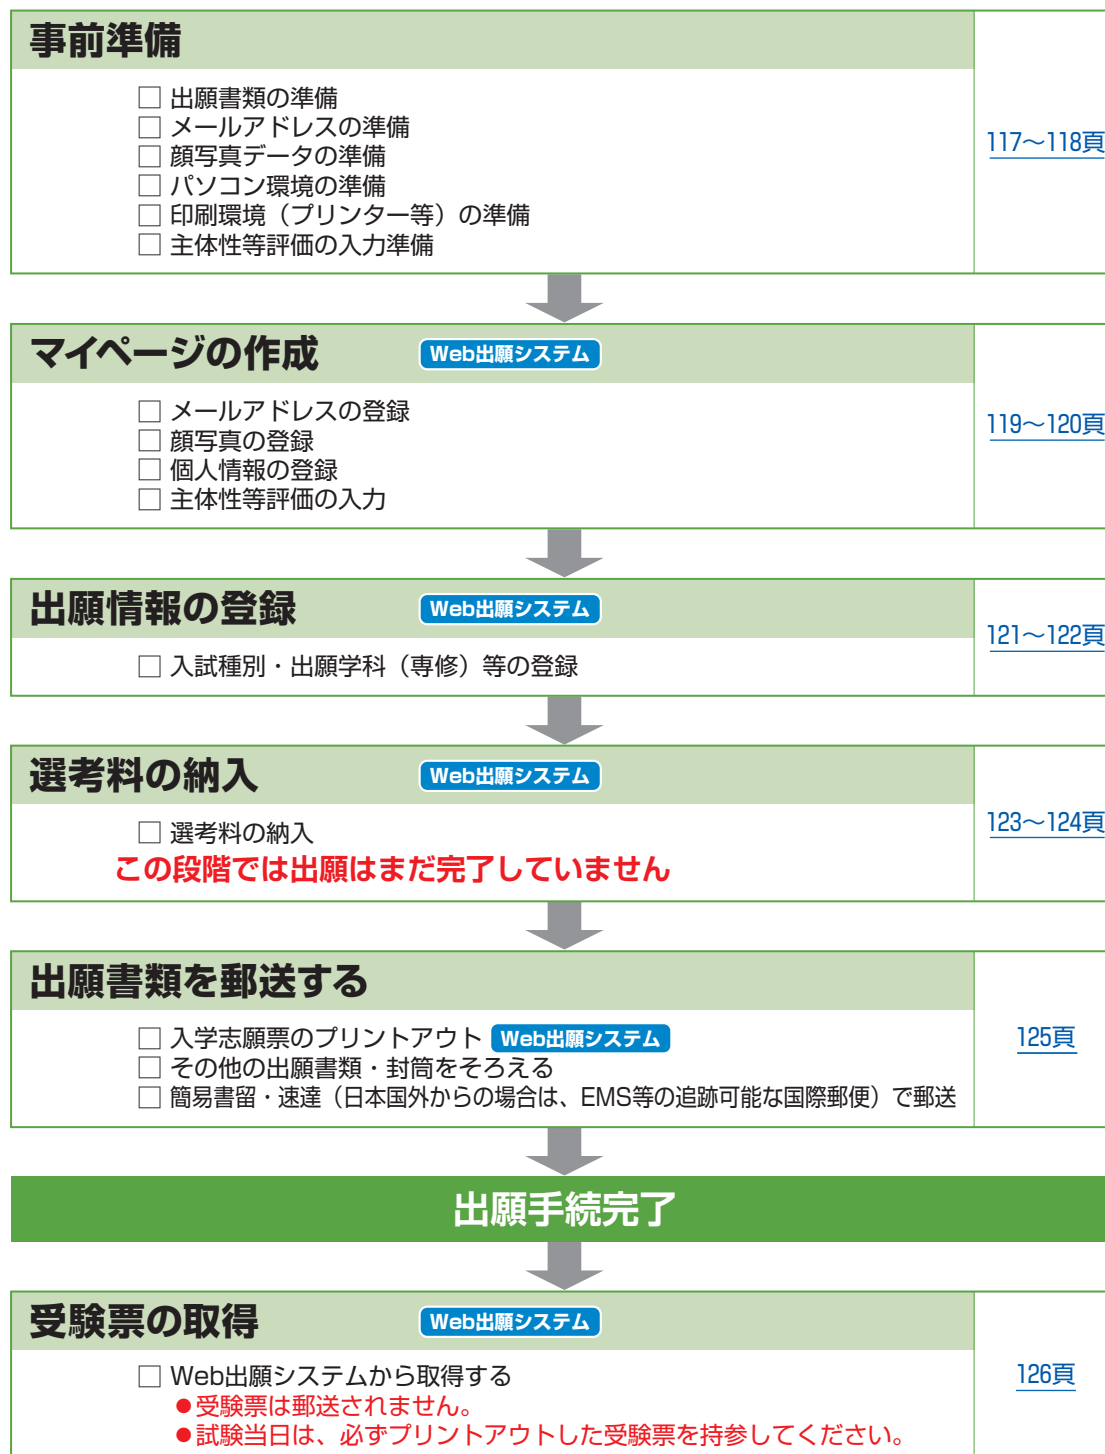 事前準備
□ 出願書類の準備
□ メールアドレスの準備
□ 顔写真データの準備
□ パソコン環境の準備
□ 印刷環境（プリンター等）の準備
□ 主体性等評価の入力準備
117～118頁
マイページの作成 Web出願システム
□ メールアドレスの登録
□ 顔写真の登録
□ 個人情報の登録
□ 主体性等評価の入力
119～120頁
出願情報の登録 Web出願システム
□ 入試種別・出願学科（専修）等の登録
121～122頁
選考料の納入 Web出願システム
□ 選考料の納入
この段階では出願はまだ完了していません
123～124頁
出願書類を郵送する
□ 入学志願票のプリントアウト Web出願システム
□ その他の出願書類・封筒をそろえる
□ 簡易書留・速達（日本国外からの場合は、EMS等の追跡可能な国際郵便）で郵送
125頁
出願手続完了
受験票の取得 Web出願システム
□ Web出願システムから取得する
●受験票は郵送されません。
●試験当日は、必ずプリントアウトした受験票を持参してください。
126頁